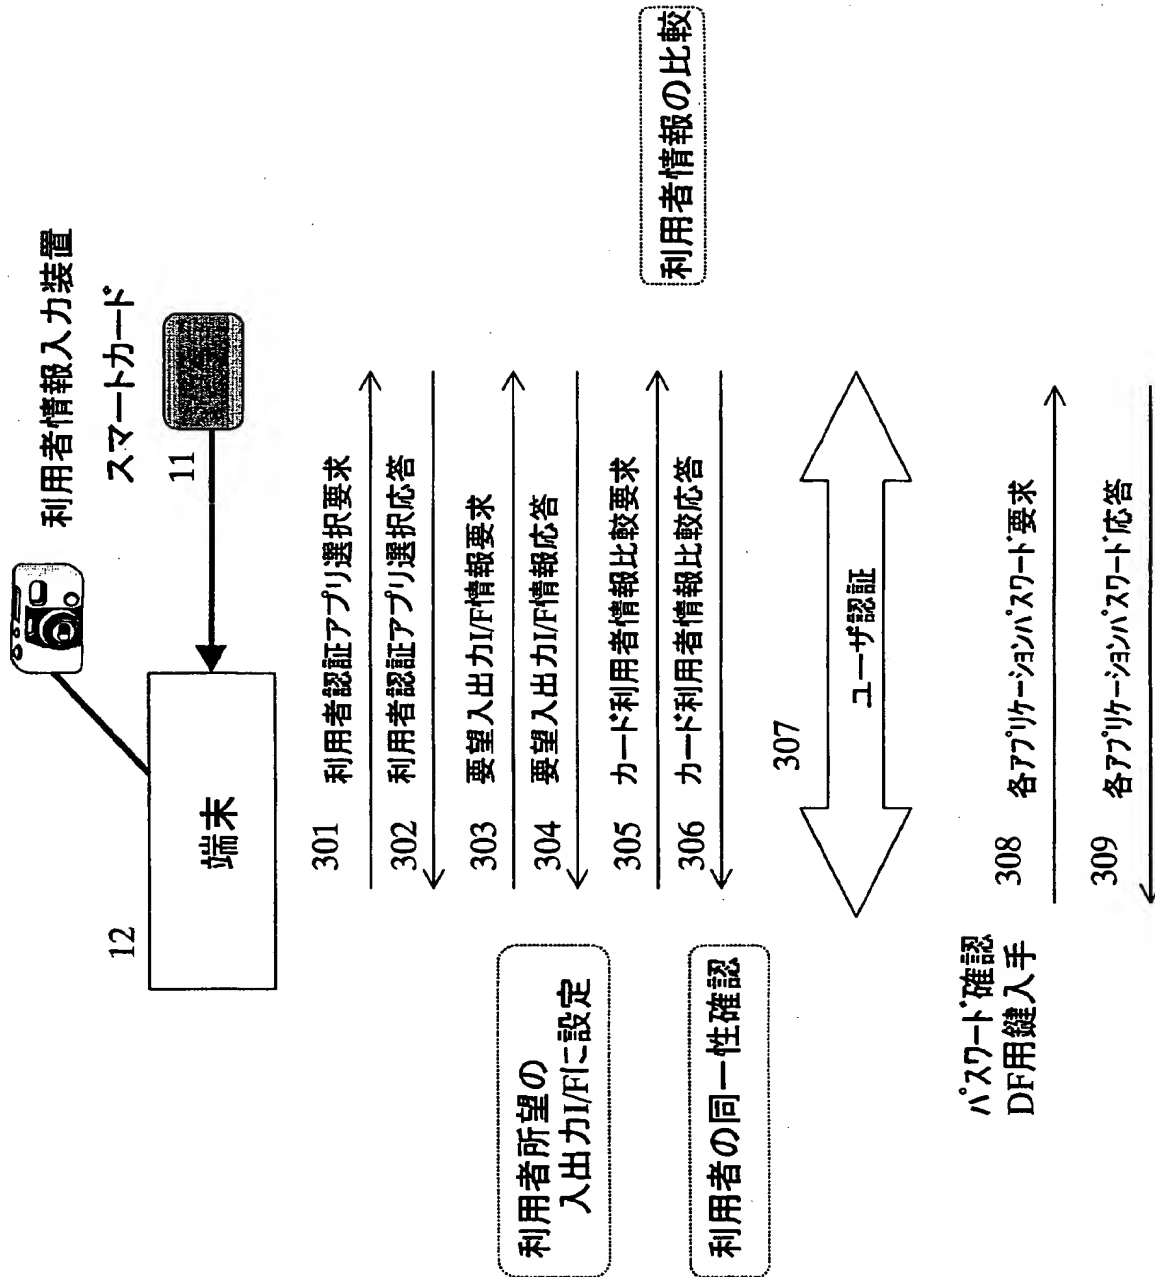 利用者情報入力装置
スマートカード
11
12
端末
301
利用者認証アプリ選択要求
302
利用者認証アプリ選択応答
303
要望入出力I/F情報要求
304
要望入出力I/F情報応答
利用者所望の
入出力I/Fに設定
305
カード利用者情報比較要求
利用者情報の比較
306
カード利用者情報比較応答
利用者の同一性確認
307
ユーザ認証
パスワード確認
DF用鍵入手
308
各アプリケーションパスワード要求
309
各アプリケーションパスワード応答